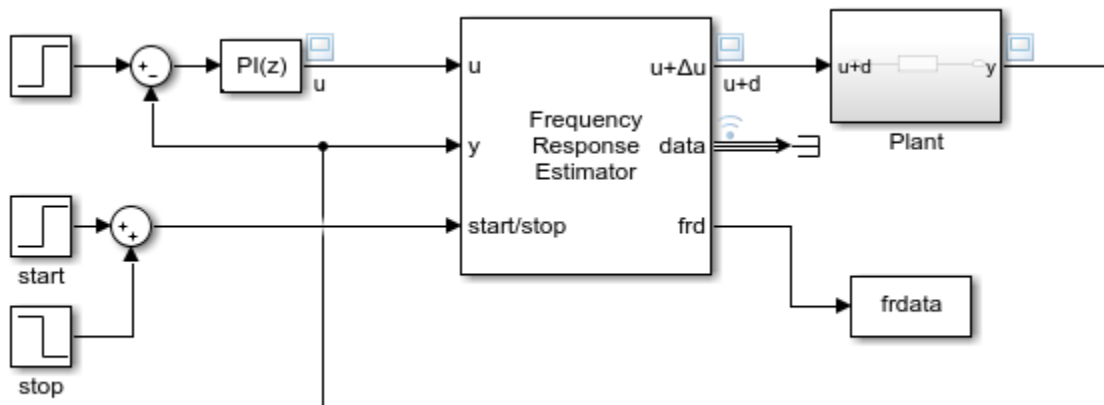 PI(z)
u
u
y
start/stop
Frequency
Response
Estimator
u+Δu
data
frd
u+d
u+d
y
Plant
start
stop
frdata